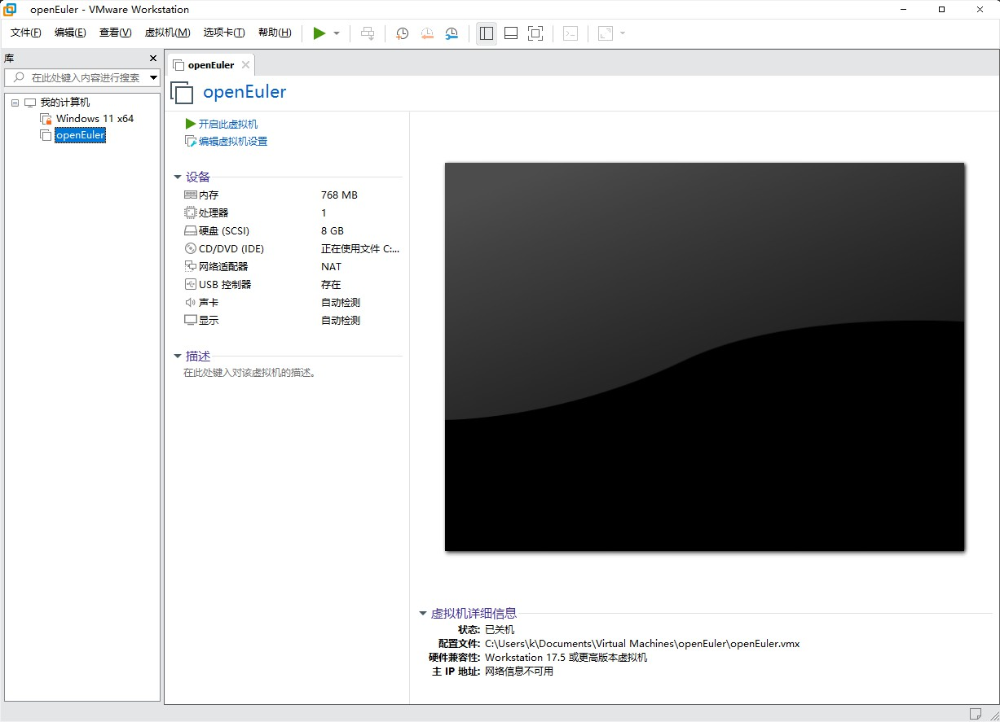 openEuler - VMware Workstation
文件(F) 编辑(E) 查看(V) 虚拟机(M) 选项卡(T) 帮助(H)
库
在此处键入内容进行搜索
我的计算机
Windows 11 x64
openEuler
openEuler
openEuler
开启此虚拟机
编辑虚拟机设置
设备
内存 768 MB
处理器 1
硬盘 (SCSI) 8 GB
CD/DVD (IDE) 正在使用文件 C:...
网络适配器 NAT
USB 控制器 存在
声卡 自动检测
显示 自动检测
描述
在此处键入对该虚拟机的描述。
虚拟机详细信息
状态: 已关机
配置文件: C:\Users\k\Documents\Virtual Machines\openEuler\openEuler.vmx
硬件兼容性: Workstation 17.5 或更高版本虚拟机
主 IP 地址: 网络信息不可用